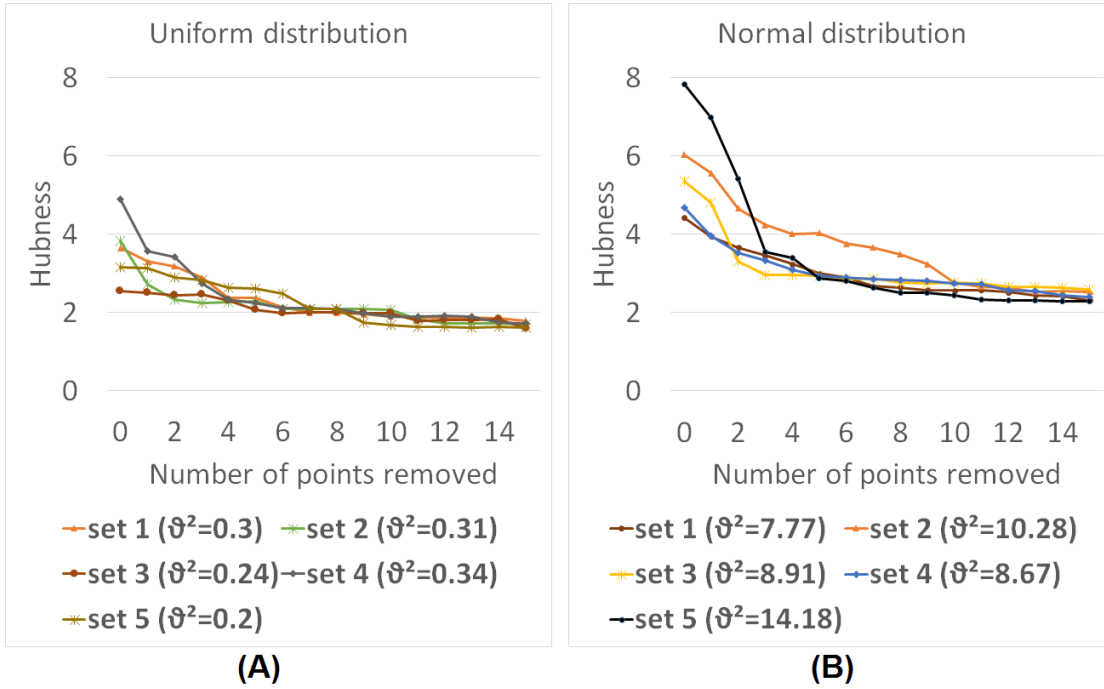 Uniform distribution
8
6
4
2
0
Hubness
0 2 4 6 8 10 12 14
Number of points removed
set 1 (ϑ²=0.3) set 2 (ϑ²=0.31)
set 3 (ϑ²=0.24) set 4 (ϑ²=0.34)
set 5 (ϑ²=0.2)
(A)
Normal distribution
8
6
4
2
0
Hubness
0 2 4 6 8 10 12 14
Number of points removed
set 1 (ϑ²=7.77) set 2 (ϑ²=10.28)
set 3 (ϑ²=8.91) set 4 (ϑ²=8.67)
set 5 (ϑ²=14.18)
(B)